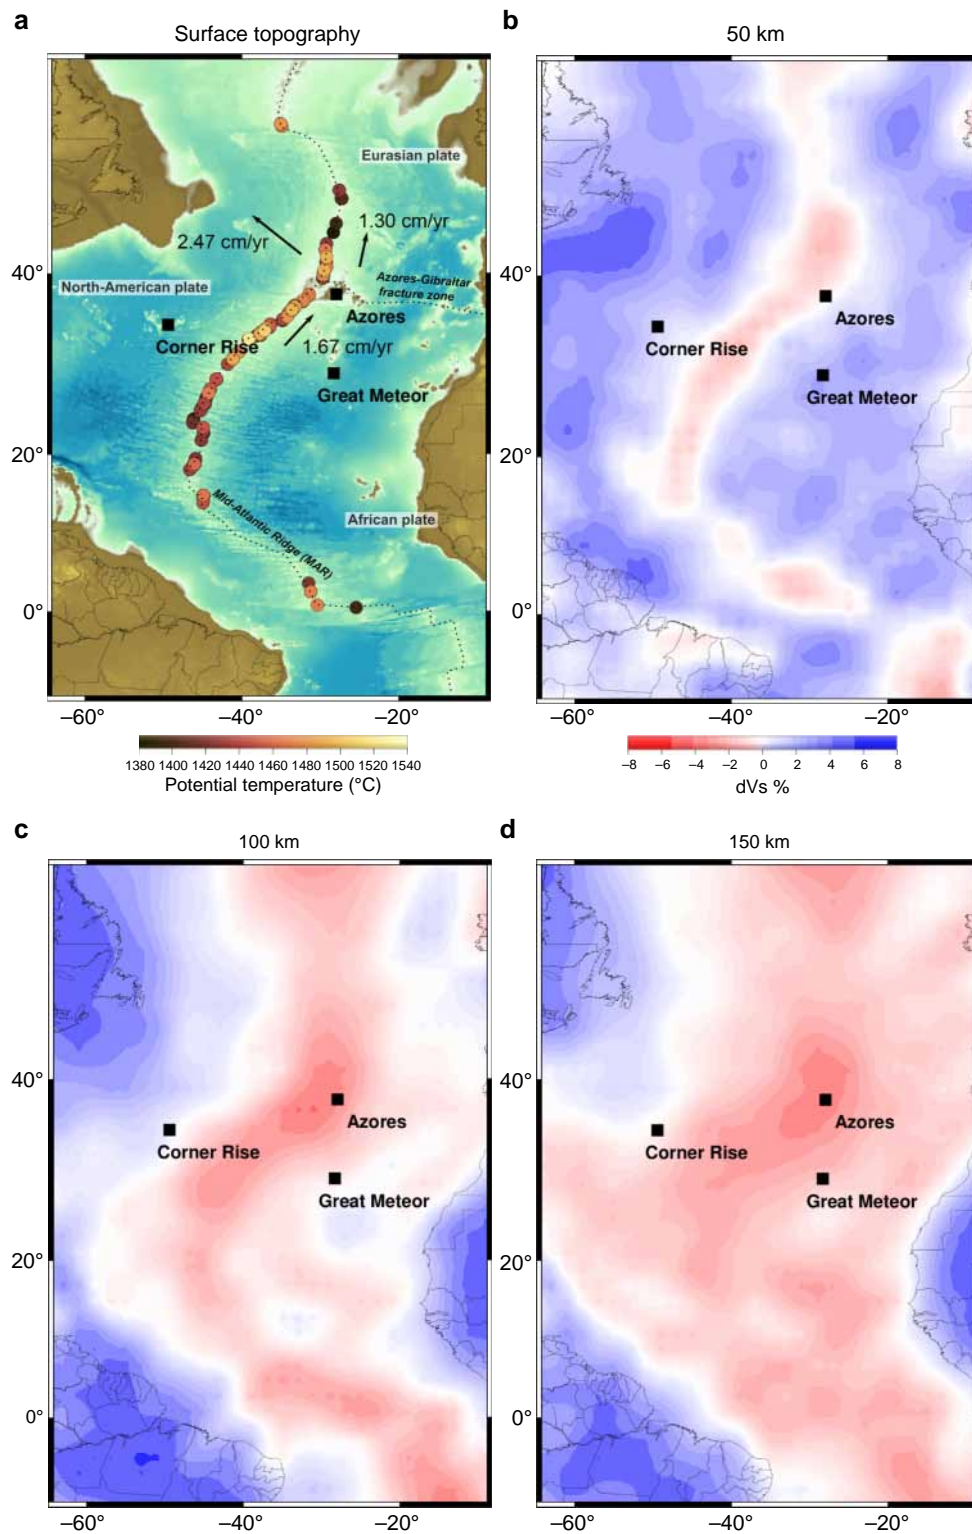 a
Surface topography
Eurasian plate
2.47 cm/yr
1.30 cm/yr
40°
North-American plate
Azores-Gibraltar
fracture zone
Azores
Corner Rise
1.67 cm/yr
Great Meteor
20°
Mid-Atlantic Ridge (MAR)
African plate
0°
−60° −40° −20°
1380 1400 1420 1440 1460 1480 1500 1520 1540
Potential temperature (°C)
b
50 km
40°
Azores
Corner Rise
Great Meteor
20°
0°
−60° −40° −20°
−8 −6 −4 −2 0 2 4 6 8
dVs %
c
100 km
40°
Azores
Corner Rise
Great Meteor
20°
0°
−60° −40° −20°
d
150 km
40°
Azores
Corner Rise
Great Meteor
20°
0°
−60° −40° −20°